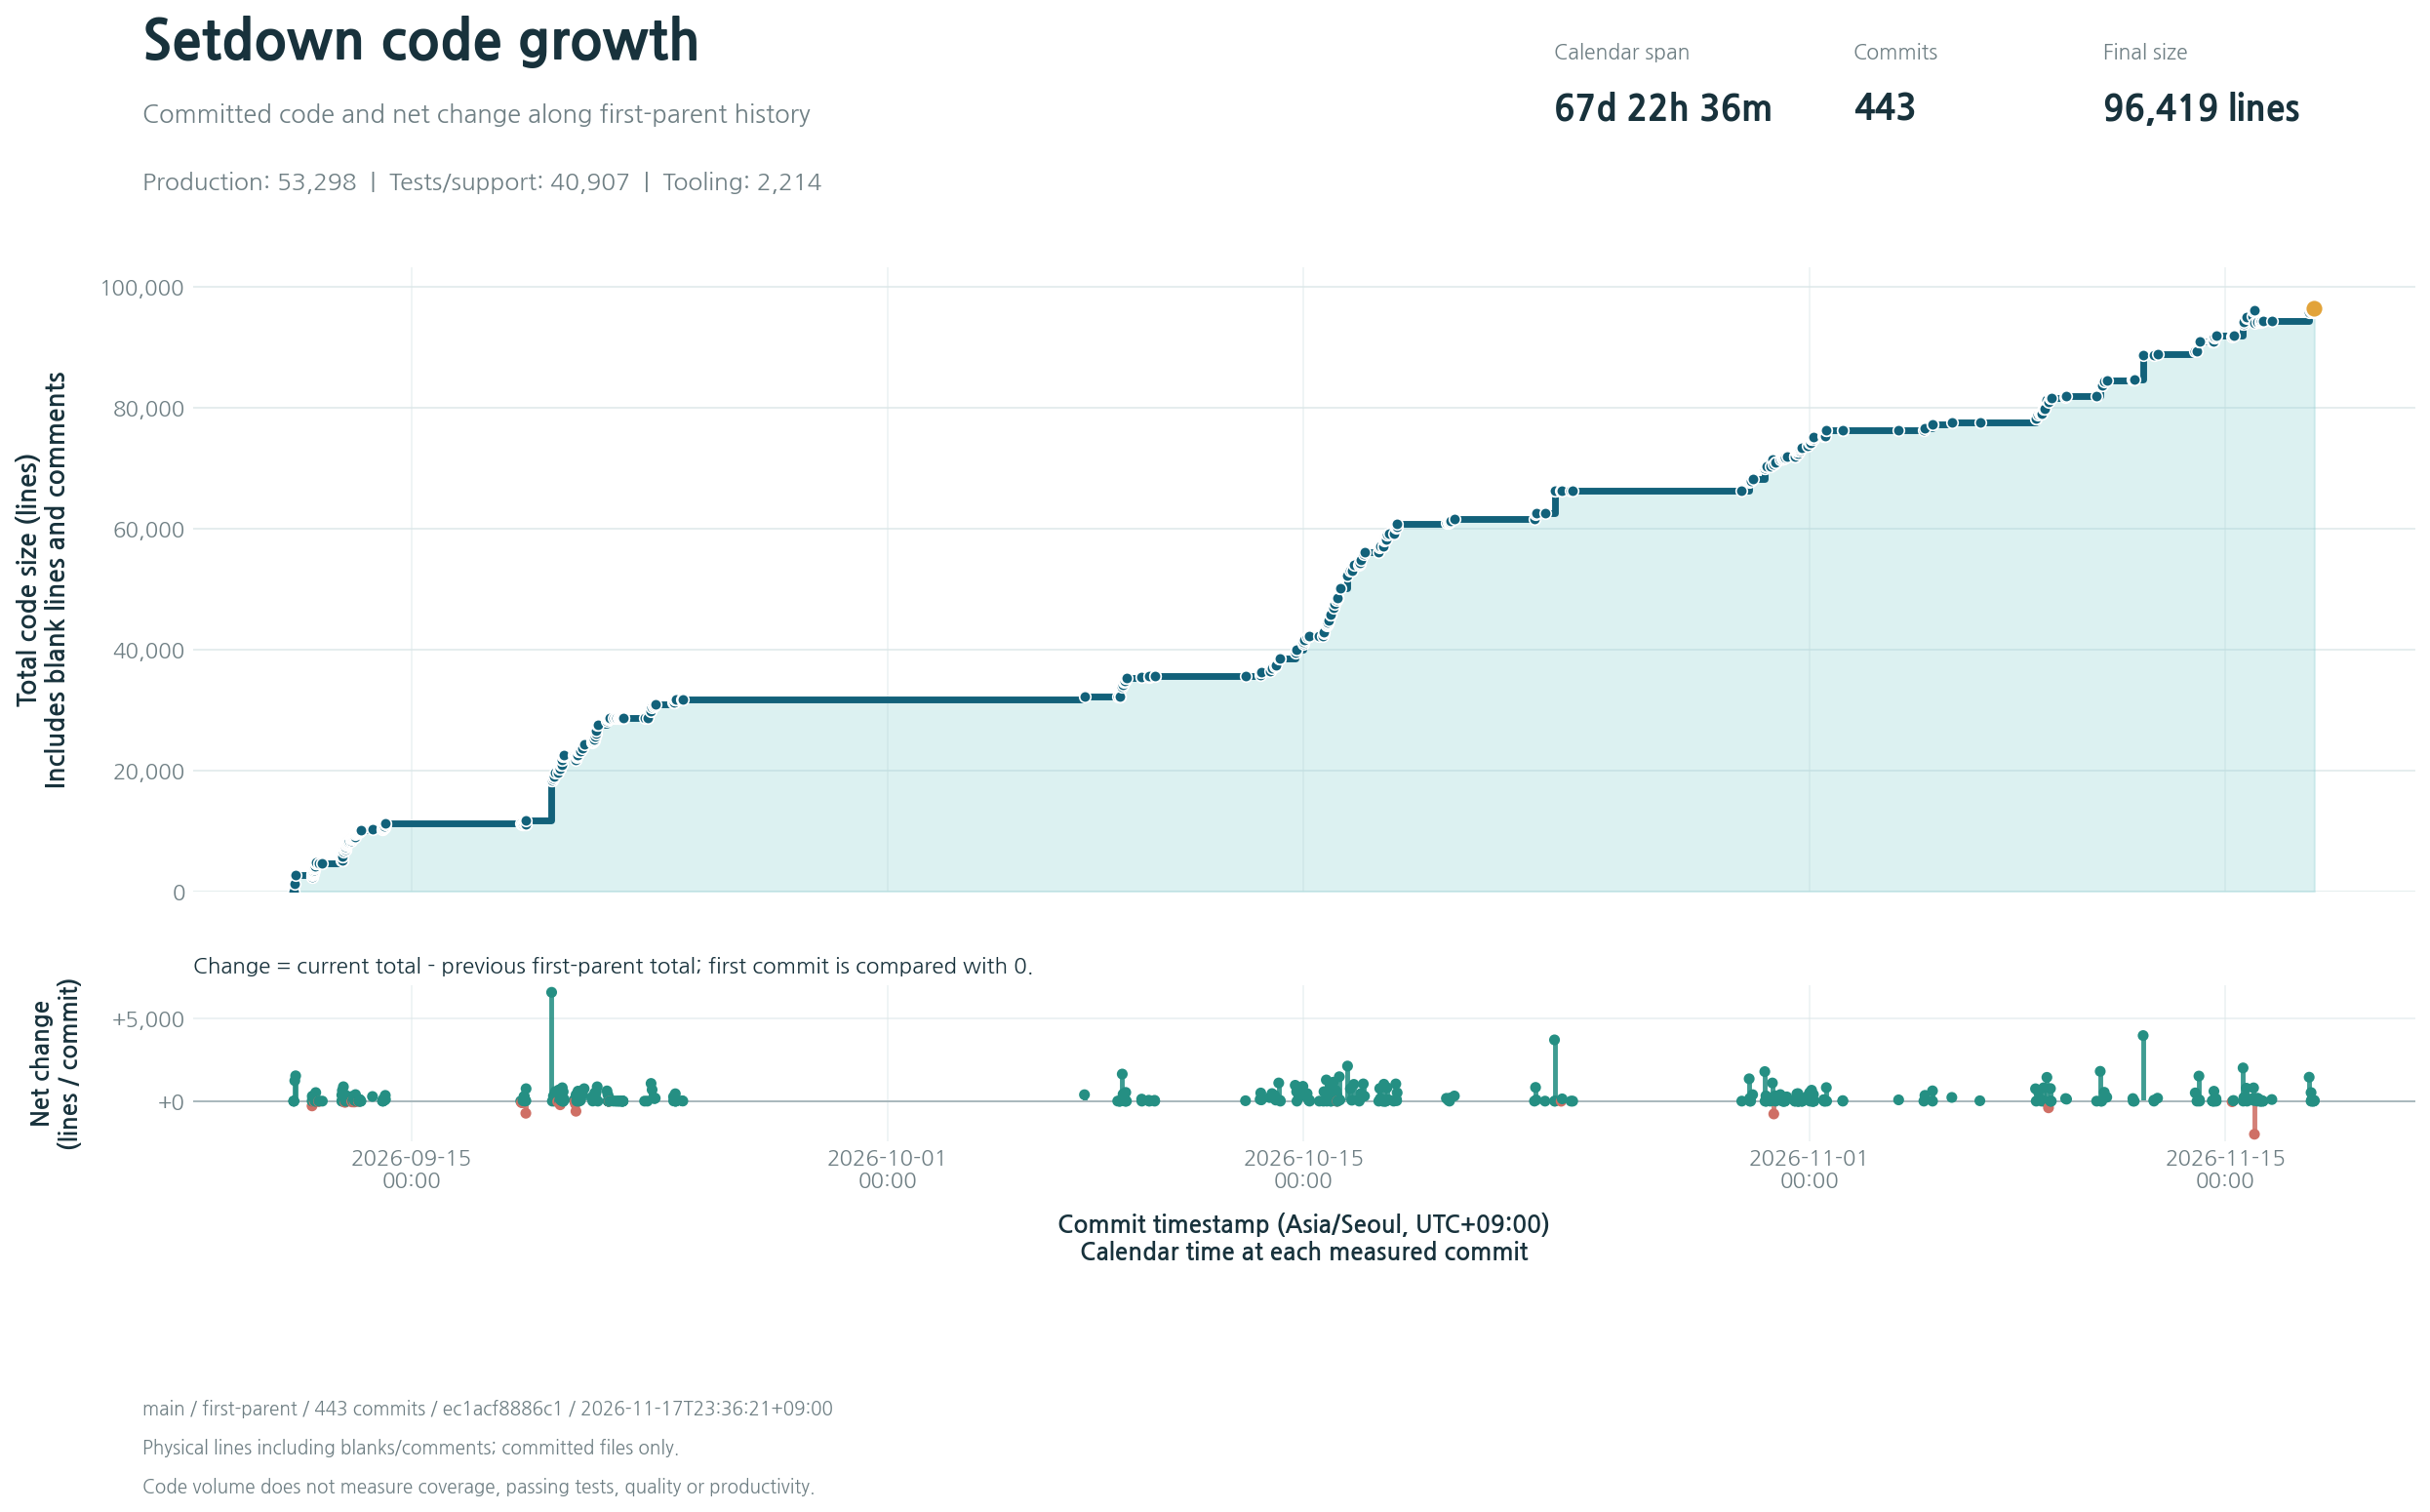 Setdown code growth
Committed code and net change along first-parent history
Production: 53,298 | Tests/support: 40,907 | Tooling: 2,214
Calendar span
67d 22h 36m
Commits
443
Final size
96,419 lines
Total code size (lines)
Includes blank lines and comments
100,000
80,000
60,000
40,000
20,000
0
Change = current total - previous first-parent total; first commit is compared with 0.
Net change
(lines / commit)
+5,000
+0
2026-09-15
00:00
2026-10-01
00:00
2026-10-15
00:00
2026-11-01
00:00
2026-11-15
00:00
Commit timestamp (Asia/Seoul, UTC+09:00)
Calendar time at each measured commit
main / first-parent / 443 commits / ec1acf8886c1 / 2026-11-17T23:36:21+09:00
Physical lines including blanks/comments; committed files only.
Code volume does not measure coverage, passing tests, quality or productivity.